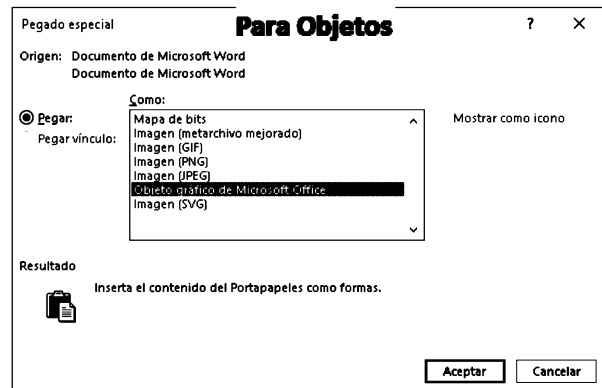 Pegado especial
Para Objetos
?
×
Origen: Documento de Microsoft Word
Documento de Microsoft Word
Como:
Pegar:
Pegar vínculo:
Mapa de bits
Imagen (metarchivo mejorado)
Imagen (GIF)
Imagen (PNG)
Imagen (JPEG)
Objeto gráfico de Microsoft Office
Imagen (SVG)
Mostrar como icono
Resultado
Inserta el contenido del Portapapeles como formas.
Aceptar
Cancelar